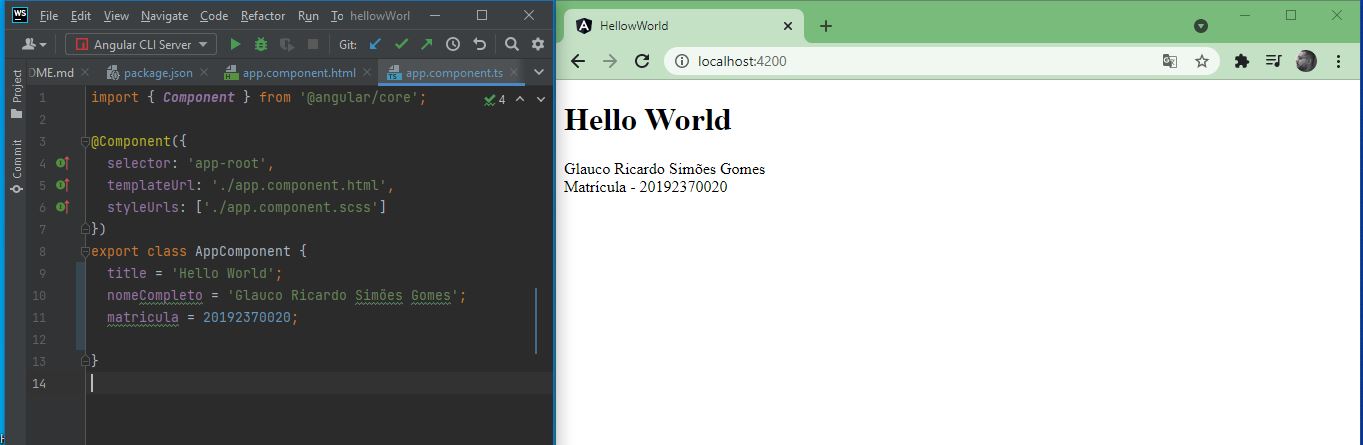 WS File Edit View Navigate Code Refactor Run To hellowWorl
Angular CLI Server Git:
OME.md package.json app.component.html app.component.ts
Project
Commit
4
1 import { Component } from '@angular/core';
2
3 @Component({
4 selector: 'app-root',
5 templateUrl: './app.component.html',
6 styleUrls: ['./app.component.scss']
7 })
8 export class AppComponent {
9 title = 'Hello World';
10 nomeCompleto = 'Glauco Ricardo Simões Gomes';
11 matricula = 20192370020;
12
13 }
14
HellowWorld
localhost:4200
Hello World
Glauco Ricardo Simões Gomes
Matrícula - 20192370020